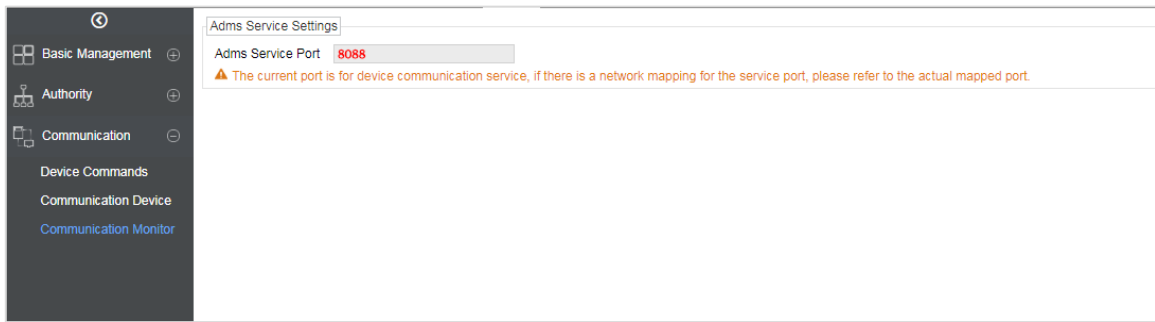 Basic Management
Authority
Communication
Device Commands
Communication Device
Communication Monitor
Adms Service Settings
Adms Service Port 8088
The current port is for device communication service, if there is a network mapping for the service port, please refer to the actual mapped port.